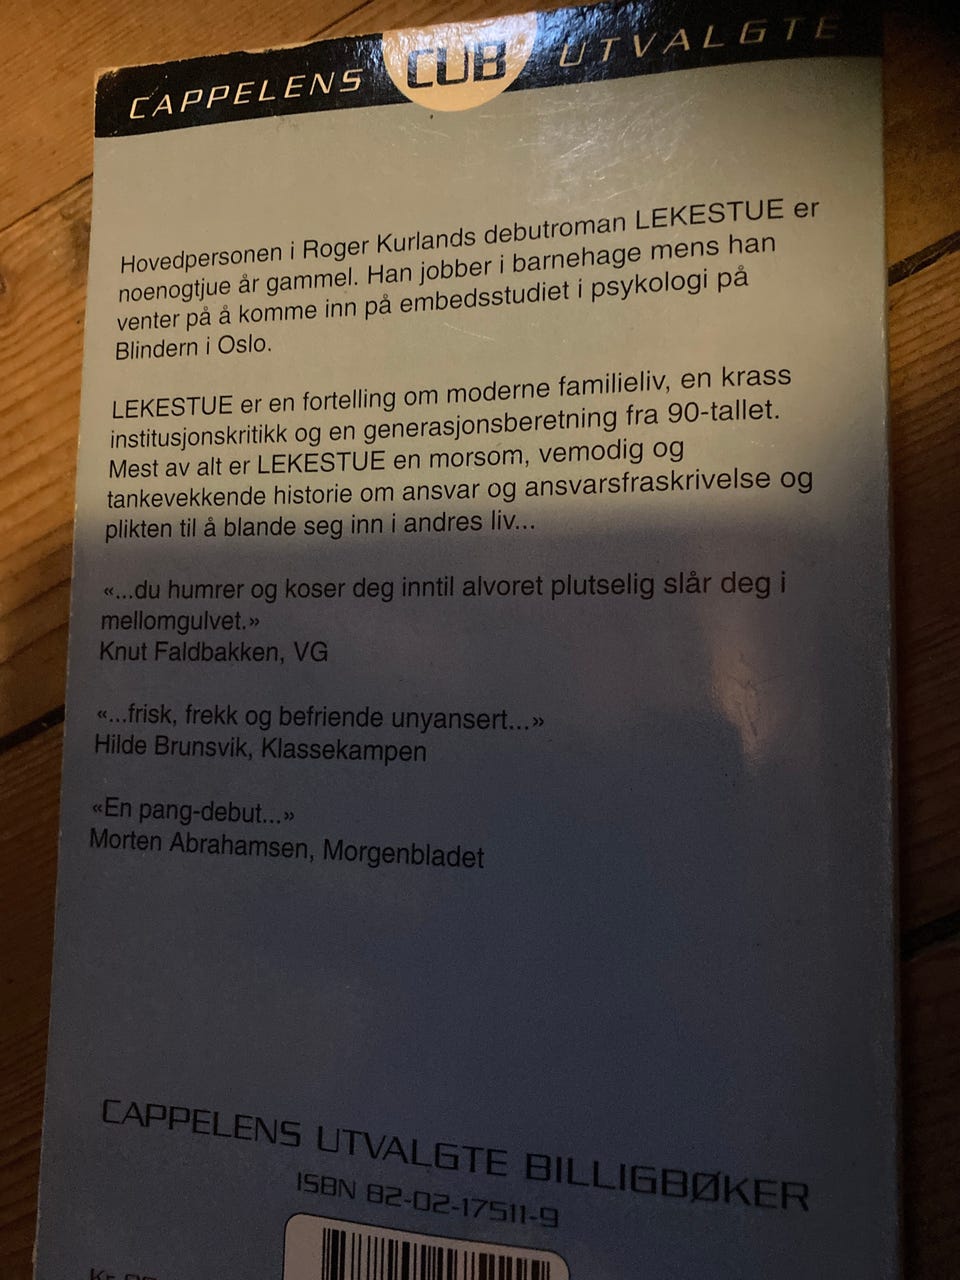 CAPPELENS CUB UTVALGTE
Hovedpersonen i Roger Kurlands debutroman LEKESTUE er
noenogtjue år gammel. Han jobber i barnehage mens han
venter på å komme inn på embedsstudiet i psykologi på
Blindern i Oslo.
LEKESTUE er en fortelling om moderne familieliv, en krass
institusjonskritikk og en generasjonsberetning fra 90-tallet.
Mest av alt er LEKESTUE en morsom, vemodig og
tankevekkende historie om ansvar og ansvarsfraskrivelse og
plikten til å blande seg inn i andres liv...
«...du humrer og koser deg inntil alvoret plutselig slår deg i
mellomgulvet.»
Knut Faldbakken, VG
«...frisk, frekk og befriende unyansert...»
Hilde Brunsvik, Klassekampen
«En pang-debut...»
Morten Abrahamsen, Morgenbladet
CAPPELENS UTVALGTE BILLIGBØKER
ISBN 82-02-17511-9
Kr